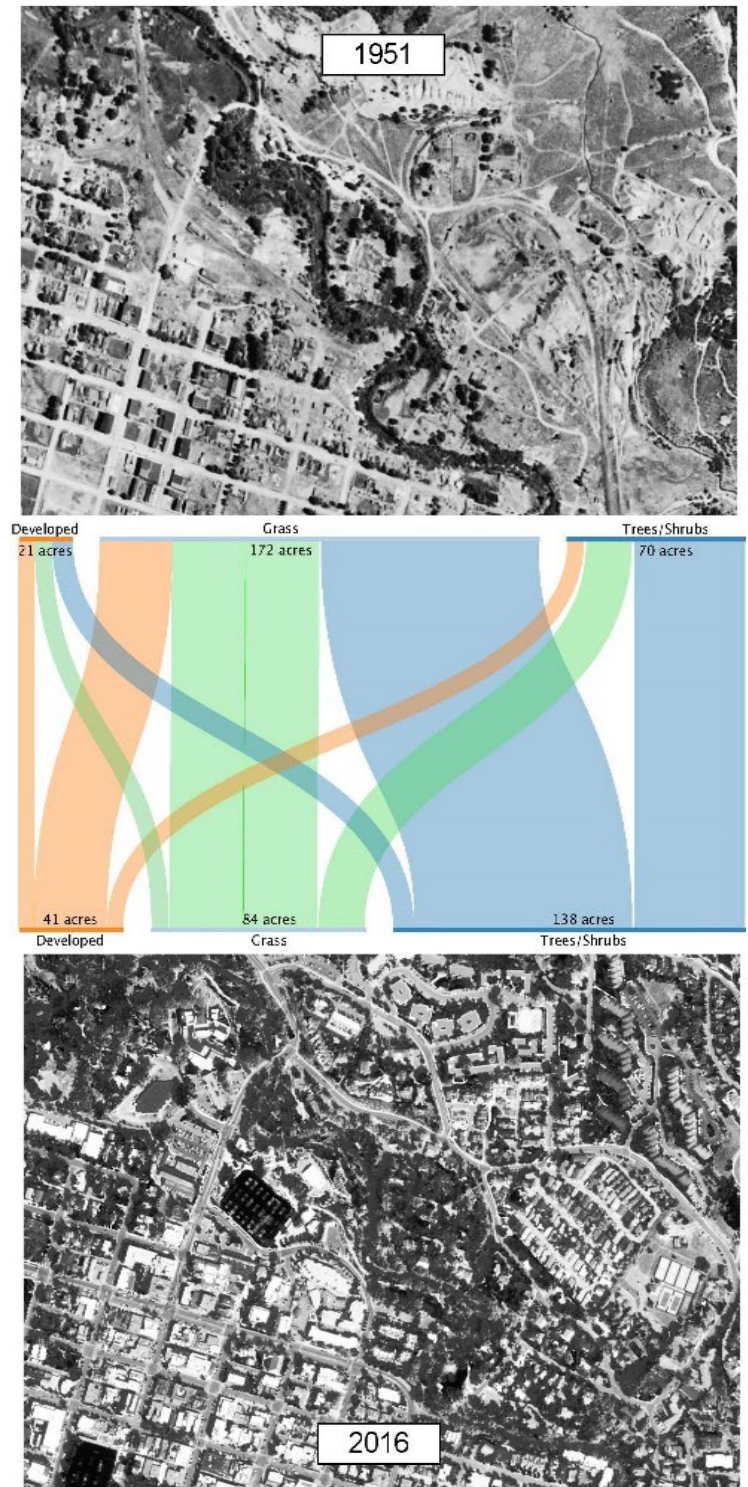 1951
Developed Grass Trees/Shrubs
21 acres 172 acres 70 acres
41 acres 84 acres 138 acres
Developed Grass Trees/Shrubs
2016